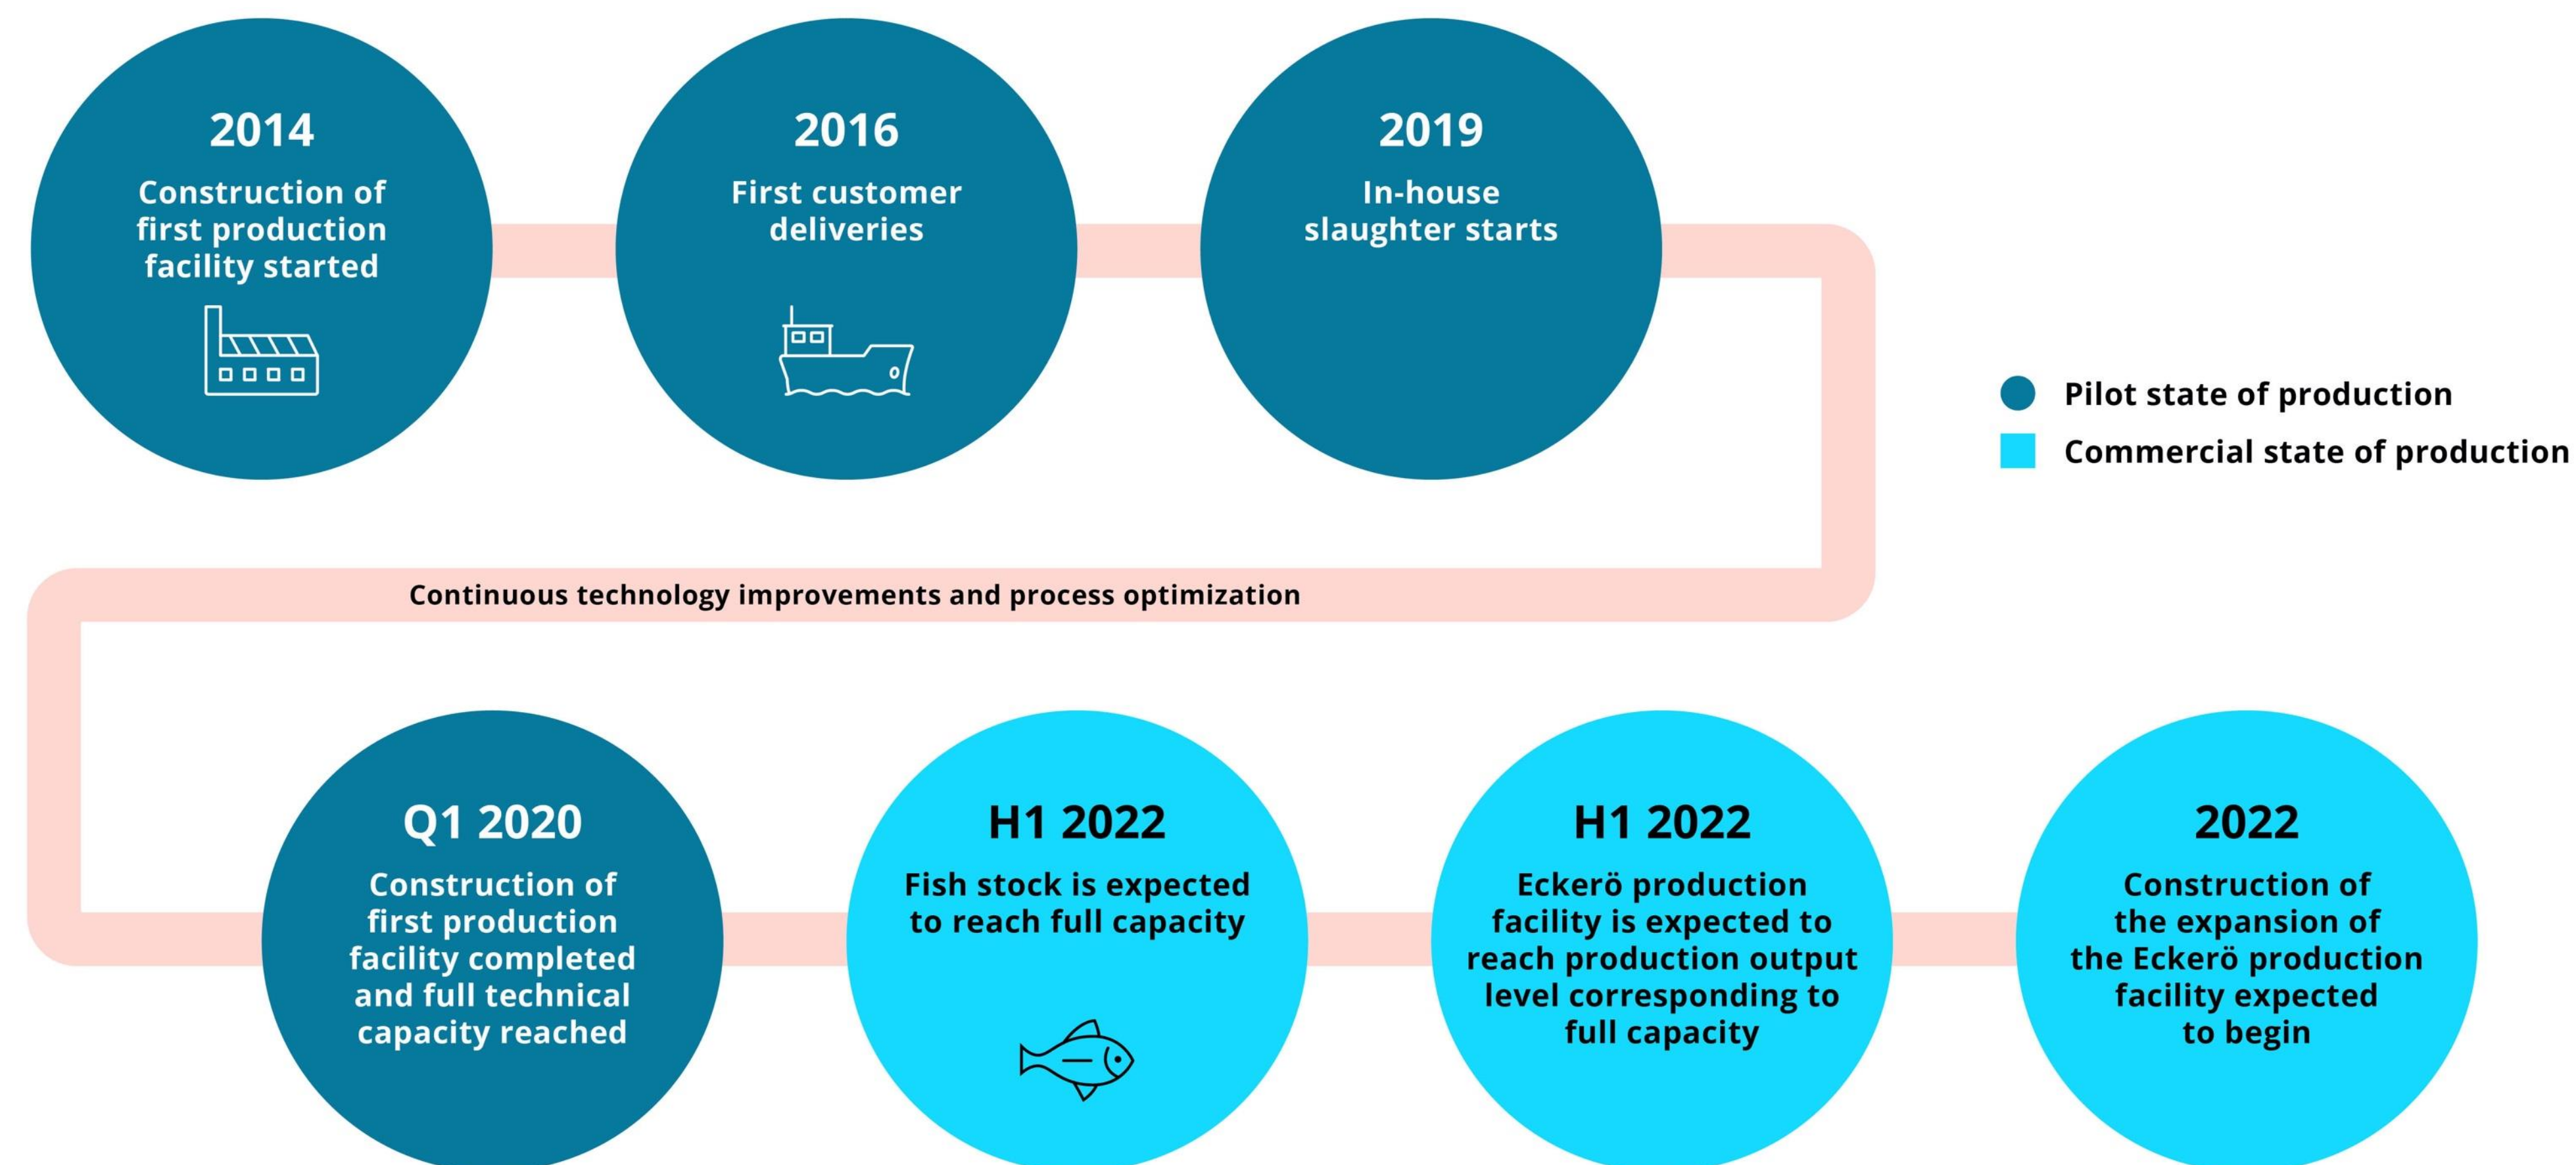 2014
Construction of
first production
facility started
2016
First customer
deliveries
2019
In-house
slaughter starts
Pilot state of production
Commercial state of production
Continuous technology improvements and process optimization
Q1 2020
Construction of
first production
facility completed
and full technical
capacity reached
H1 2022
Fish stock is expected
to reach full capacity
H1 2022
Eckerö production
facility is expected to
reach production output
level corresponding to
full capacity
2022
Construction of
the expansion of
the Eckerö production
facility expected
to begin